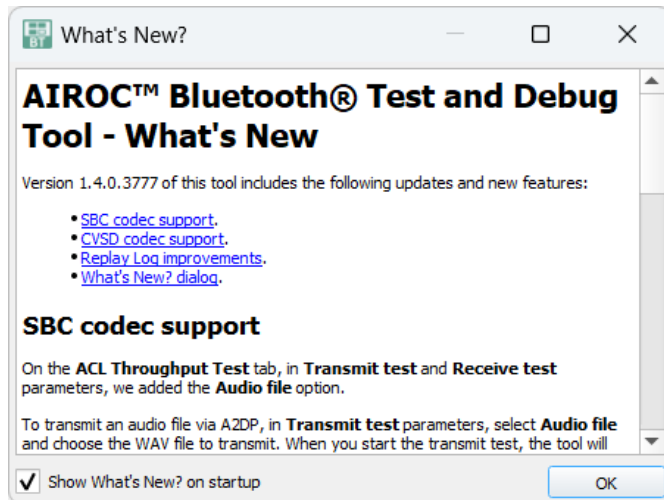 BT
What's New?
AIROC™ Bluetooth® Test and Debug
Tool - What's New
Version 1.4.0.3777 of this tool includes the following updates and new features:
• SBC codec support.
• CVSD codec support.
• Replay Log improvements.
• What's New? dialog.
SBC codec support
On the ACL Throughput Test tab, in Transmit test and Receive test
parameters, we added the Audio file option.
To transmit an audio file via A2DP, in Transmit test parameters, select Audio file
and choose the WAV file to transmit. When you start the transmit test, the tool will
Show What's New? on startup
OK